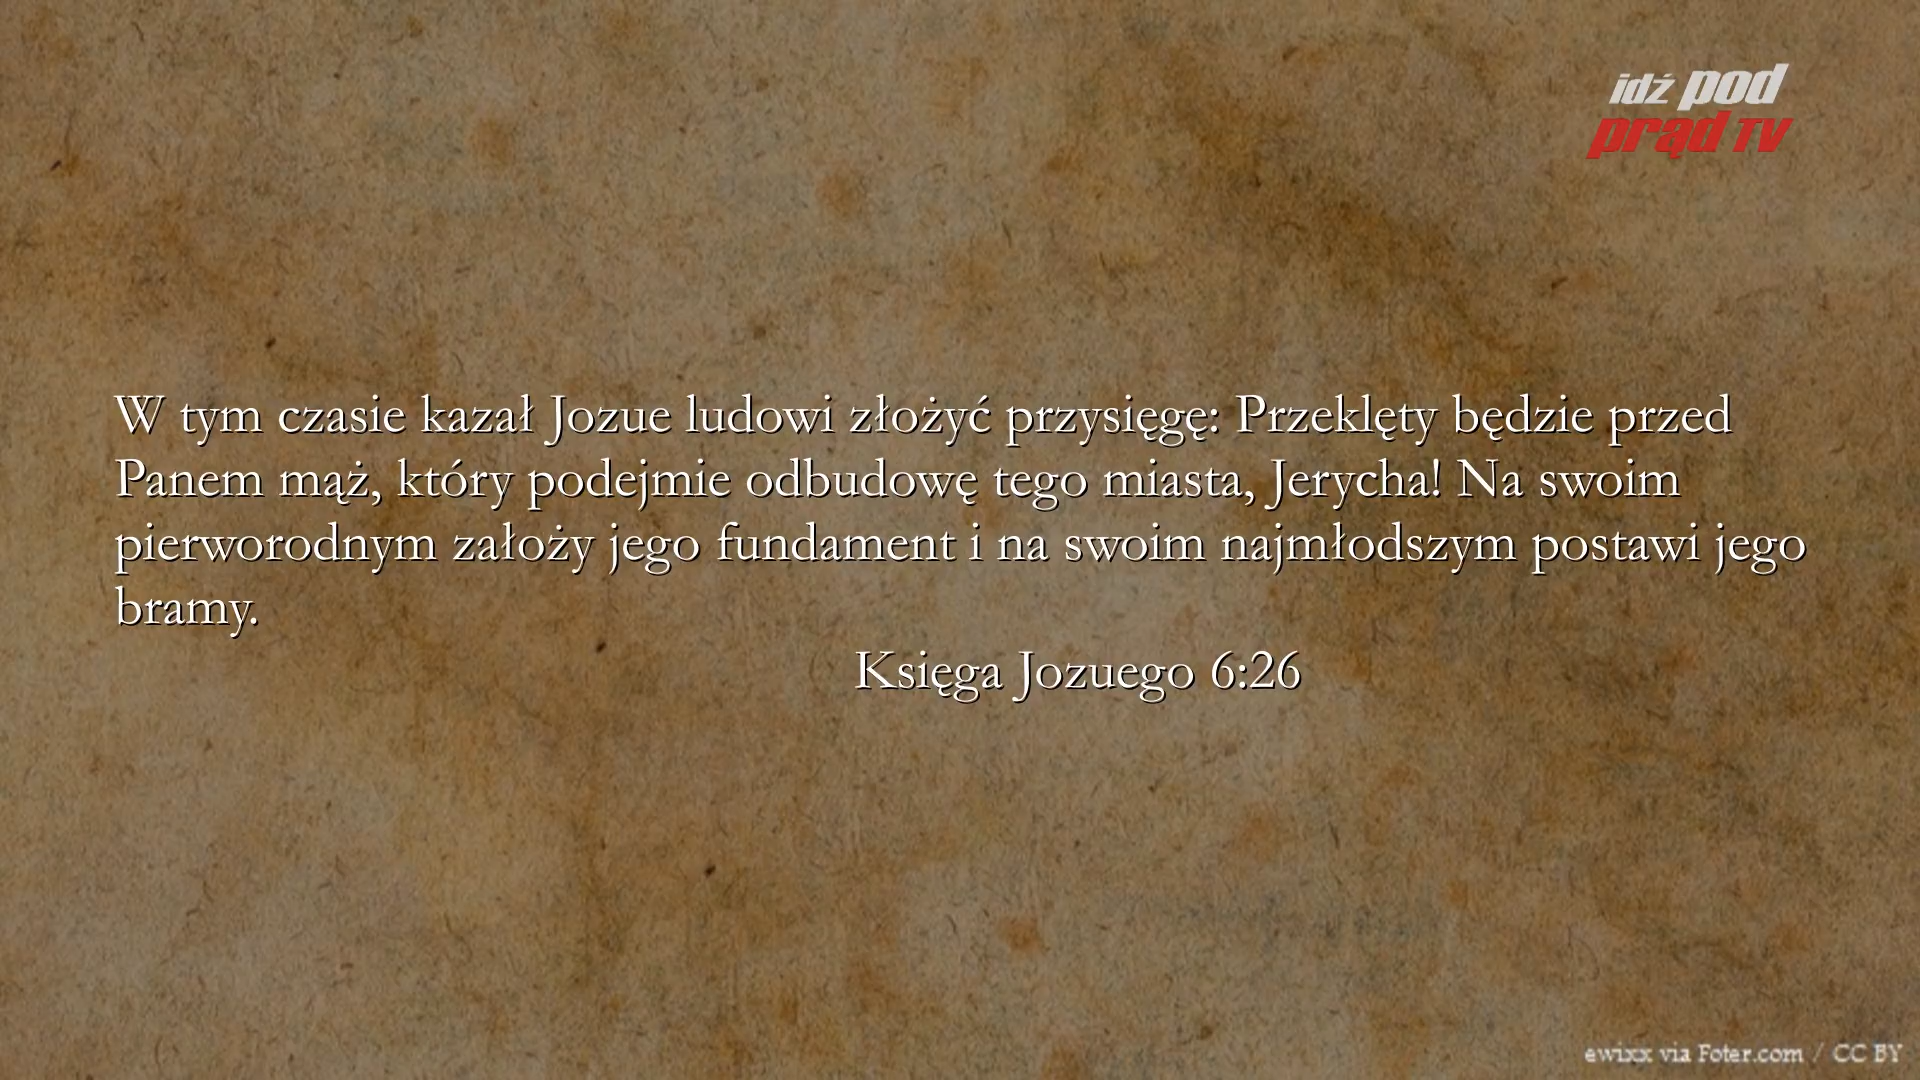 idź pod
prąd TV
W tym czasie kazał Jozue ludowi złożyć przysięgę: Przeklęty będzie przed
Panem mąż, który podejmie odbudowę tego miasta, Jerycha! Na swoim
pierworodnym założy jego fundament i na swoim najmłodszym postawi jego
bramy.
Księga Jozuego 6:26
ewixx via Foter.com / CC BY